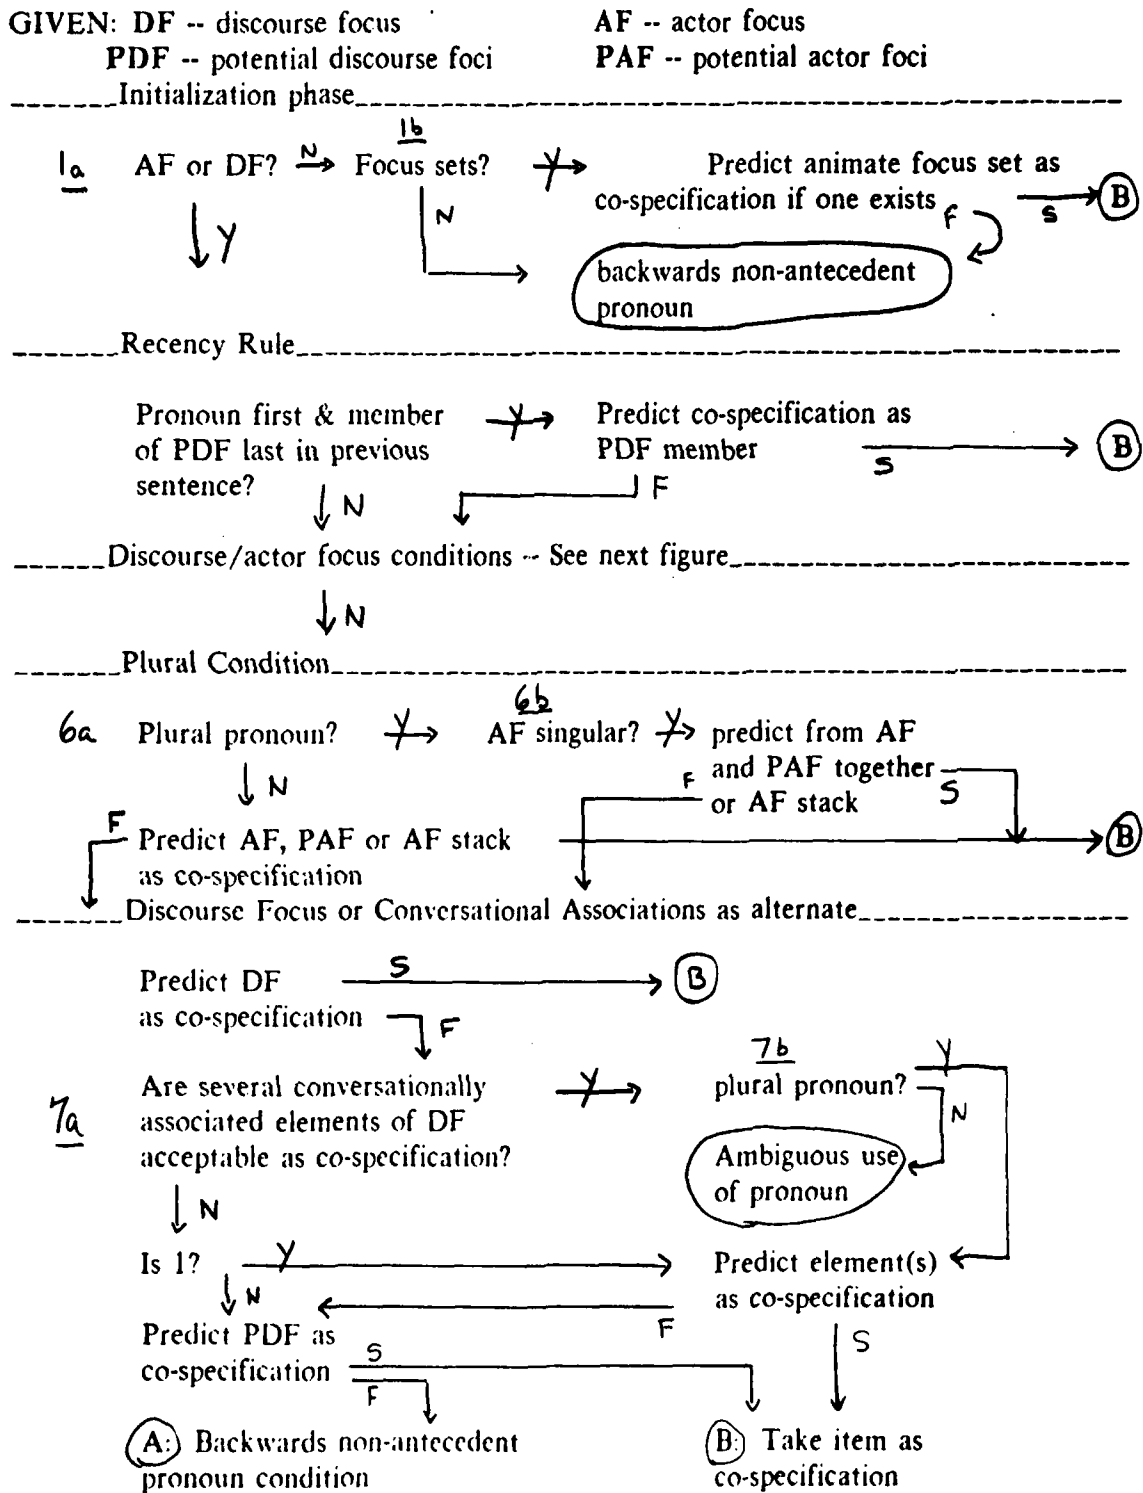 GIVEN: DF -- discourse focus AF -- actor focus
PDF -- potential discourse foci PAF -- potential actor foci
Initialization phase
1b
1a AF or DF? N Focus sets? Y Predict animate focus set as
co-specification if one exists F S B
Y N
backwards non-antecedent
pronoun
Recency Rule
Pronoun first & member Y Predict co-specification as
of PDF last in previous PDF member S B
sentence? N F
Discourse/actor focus conditions -- See next figure
N
Plural Condition
6b
6a Plural pronoun? Y AF singular? Y predict from AF
N F and PAF together S
or AF stack
F Predict AF, PAF or AF stack B
as co-specification
Discourse Focus or Conversational Associations as alternate
Predict DF S B
as co-specification F
7b Y
Are several conversationally Y plural pronoun?
7a associated elements of DF N
acceptable as co-specification? Ambiguous use
of pronoun
N
Is 1? Y Predict element(s)
N as co-specification
F
Predict PDF as S
co-specification S
F
A: Backwards non-antecedent B: Take item as
pronoun condition co-specification